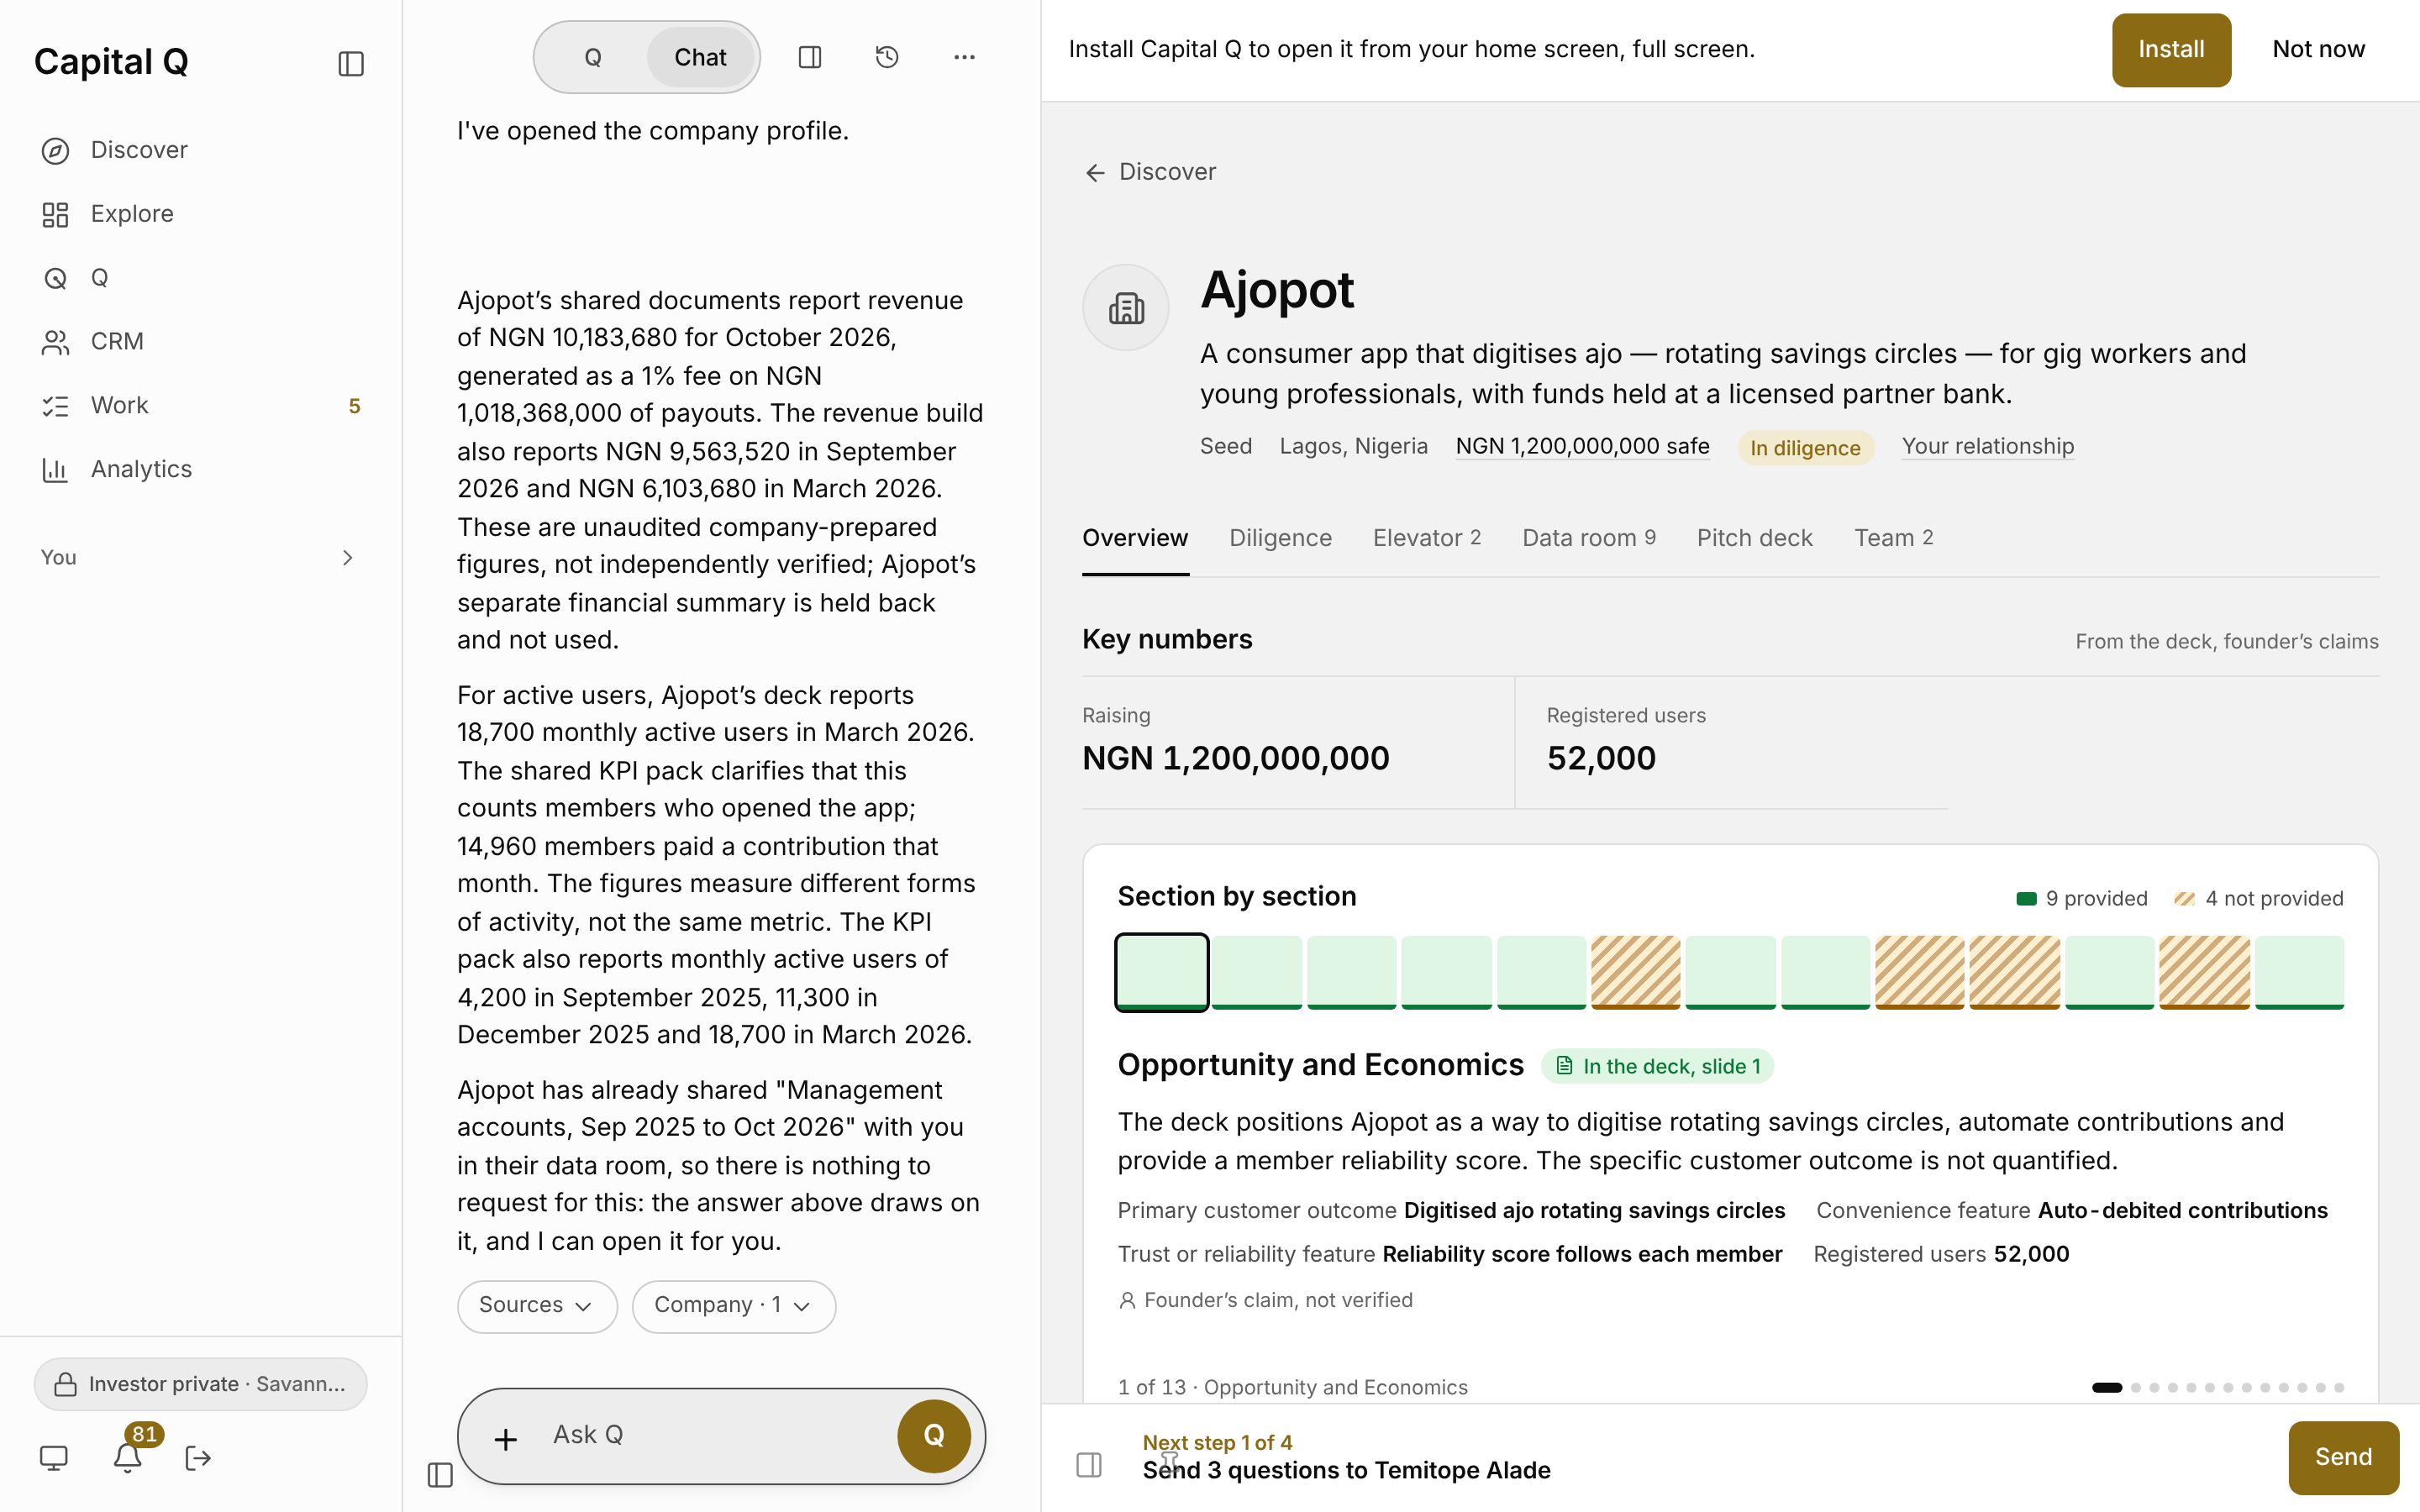 Capital Q
Discover
Explore
Q
CRM
Work 5
Analytics
You
Investor private · Savann...
81
Q Chat
I've opened the company profile.
Ajopot’s shared documents report revenue
of NGN 10,183,680 for October 2026,
generated as a 1% fee on NGN
1,018,368,000 of payouts. The revenue build
also reports NGN 9,563,520 in September
2026 and NGN 6,103,680 in March 2026.
These are unaudited company-prepared
figures, not independently verified; Ajopot’s
separate financial summary is held back
and not used.
For active users, Ajopot’s deck reports
18,700 monthly active users in March 2026.
The shared KPI pack clarifies that this
counts members who opened the app;
14,960 members paid a contribution that
month. The figures measure different forms
of activity, not the same metric. The KPI
pack also reports monthly active users of
4,200 in September 2025, 11,300 in
December 2025 and 18,700 in March 2026.
Ajopot has already shared "Management
accounts, Sep 2025 to Oct 2026" with you
in their data room, so there is nothing to
request for this: the answer above draws on
it, and I can open it for you.
Sources Company · 1
Ask Q Q
Install Capital Q to open it from your home screen, full screen. Install Not now
Discover
Ajopot
A consumer app that digitises ajo — rotating savings circles — for gig workers and
young professionals, with funds held at a licensed partner bank.
Seed Lagos, Nigeria NGN 1,200,000,000 safe In diligence Your relationship
Overview Diligence Elevator 2 Data room 9 Pitch deck Team 2
Key numbers From the deck, founder’s claims
Raising Registered users
NGN 1,200,000,000 52,000
Section by section 9 provided 4 not provided
Opportunity and Economics In the deck, slide 1
The deck positions Ajopot as a way to digitise rotating savings circles, automate contributions and
provide a member reliability score. The specific customer outcome is not quantified.
Primary customer outcome Digitised ajo rotating savings circles Convenience feature Auto-debited contributions
Trust or reliability feature Reliability score follows each member Registered users 52,000
Founder’s claim, not verified
1 of 13 · Opportunity and Economics
Next step 1 of 4
Send 3 questions to Temitope Alade
Send